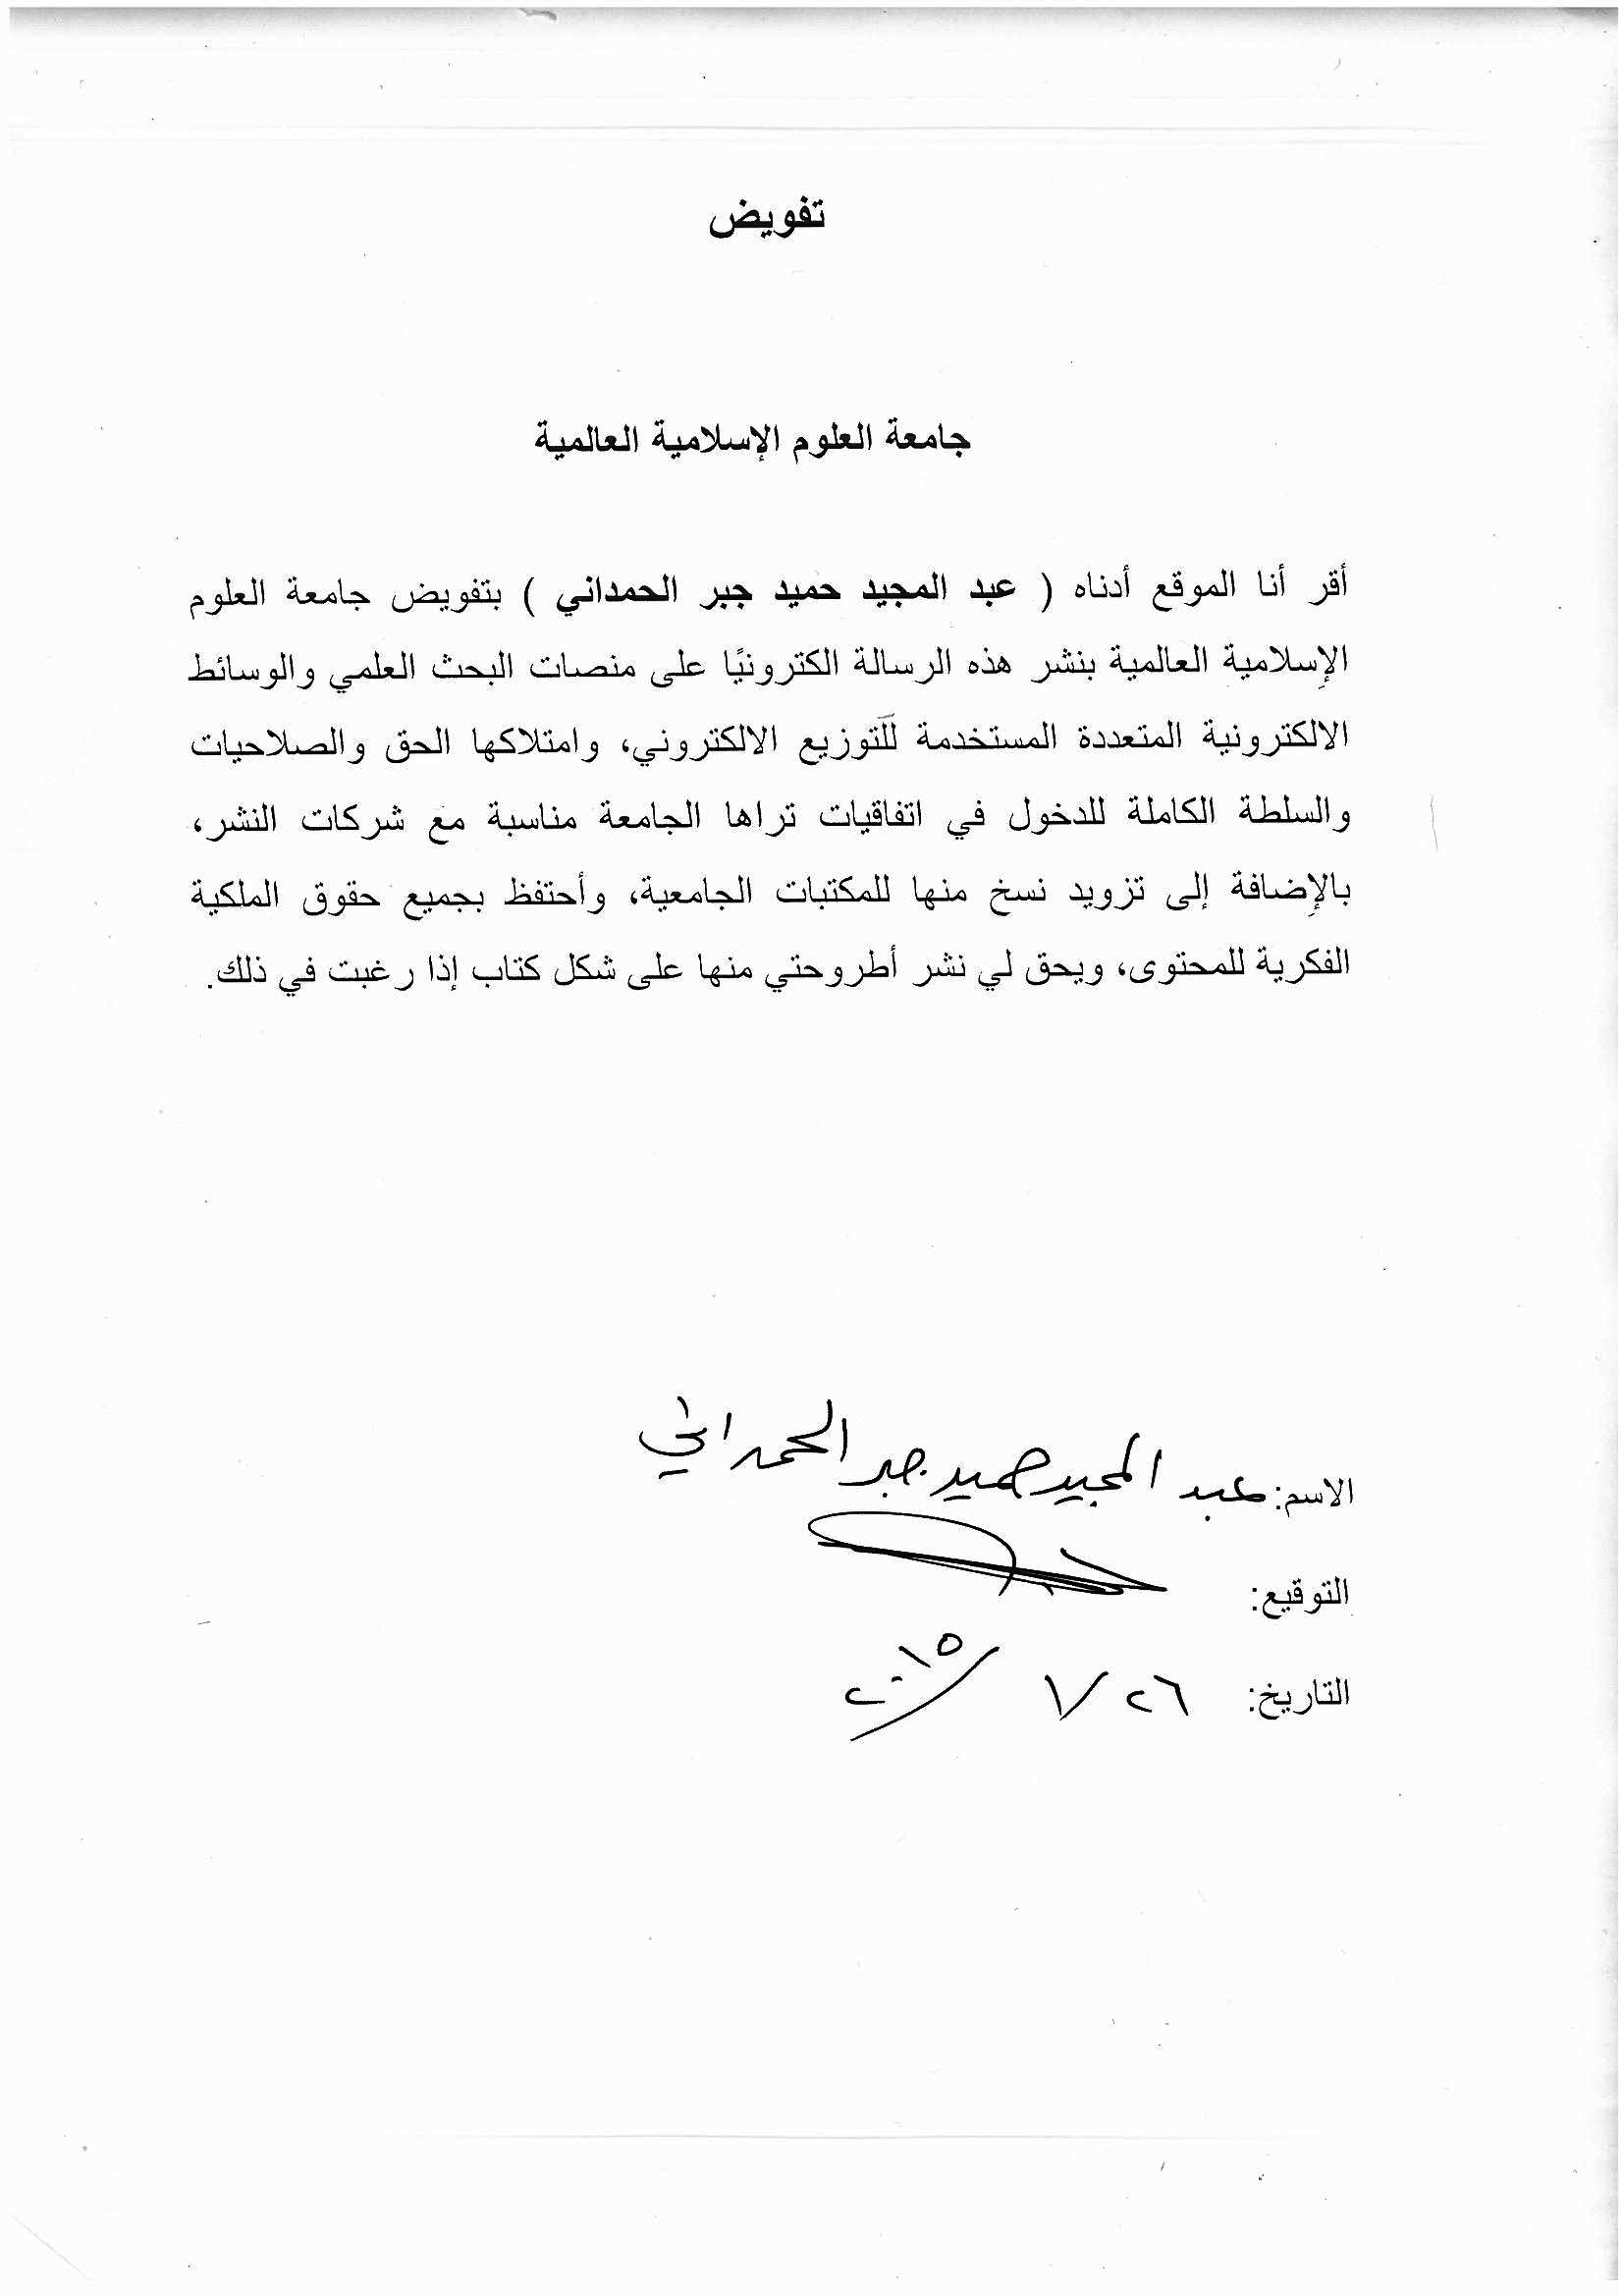 تفويض
جامعة العلوم الإسلامية العالمية
أقر أنا الموقع أدناه ( عبد المجيد حميد جبر الحمداني ) بتفويض جامعة العلوم
الإسلامية العالمية بنشر هذه الرسالة الكترونيًا على منصات البحث العلمي والوسائط
الالكترونية المتعددة المستخدمة للتوزيع الالكتروني، وامتلاكها الحق والصلاحيات
والسلطة الكاملة للدخول في اتفاقيات تراها الجامعة مناسبة مع شركات النشر،
بالإضافة إلى تزويد نسخ منها للمكتبات الجامعية، وأحتفظ بجميع حقوق الملكية
الفكرية للمحتوى، ويحق لي نشر أطروحتي منها على شكل كتاب إذا رغبت في ذلك.
الاسم: عبد المجيد حميد جبر الحمداني
التوقيع:
التاريخ: ٢٦ / ١ / ٢٠١٥